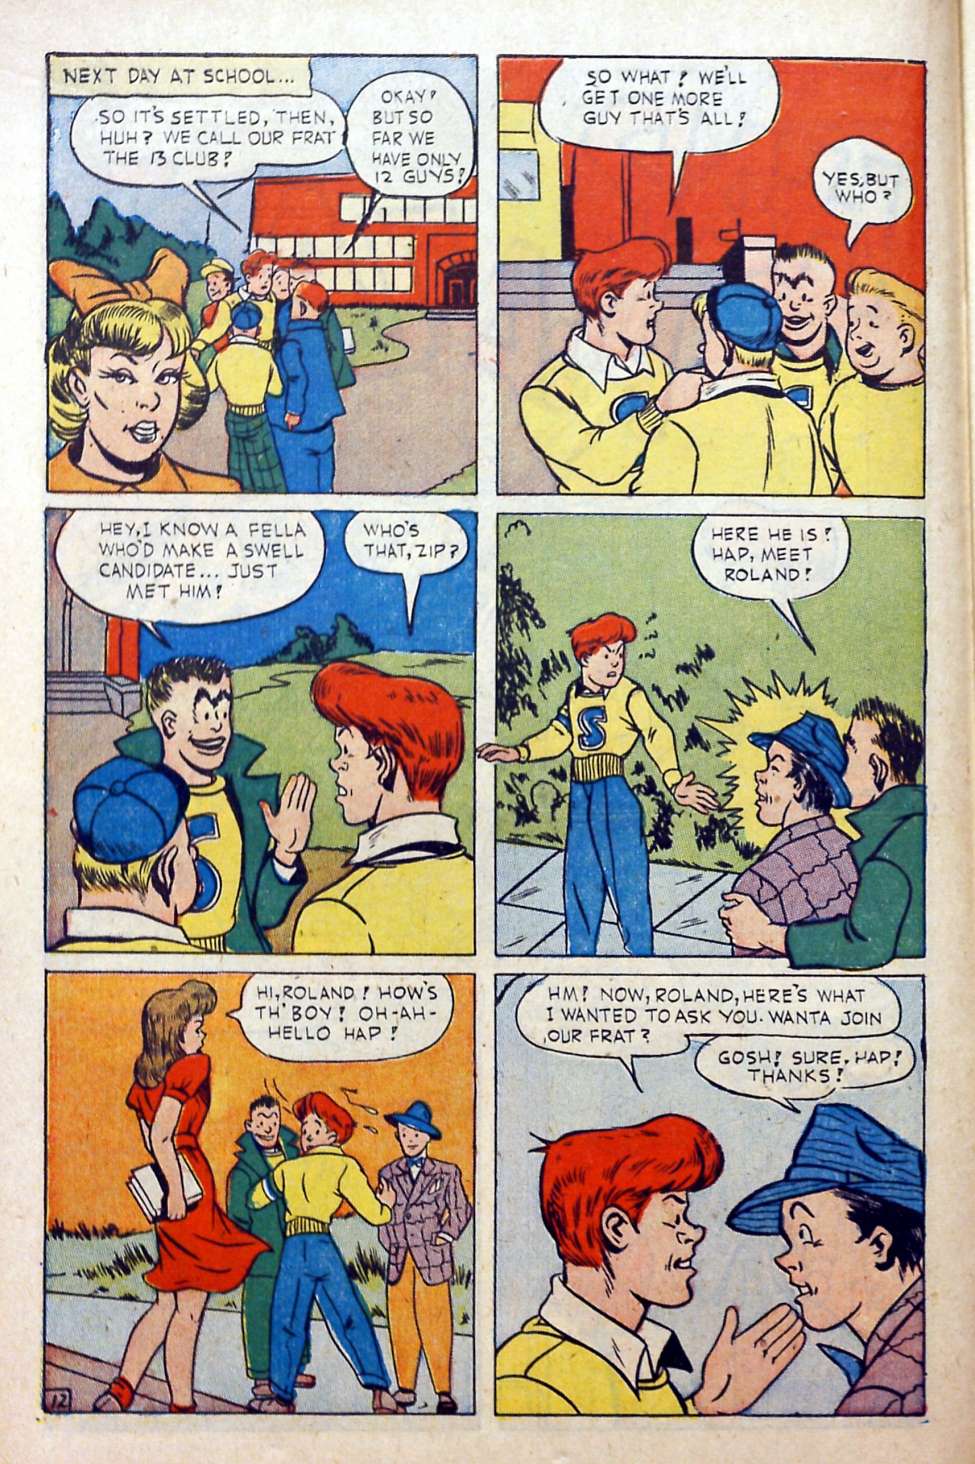 NEXT DAY AT SCHOOL...
SO IT'S SETTLED, THEN,
HUH? WE CALL OUR FRAT
THE 13 CLUB!
OKAY!
BUT SO
FAR WE
HAVE ONLY
12 GUYS!
SO WHAT! WE'LL
GET ONE MORE
GUY THAT'S ALL!
YES, BUT
WHO?
HEY, I KNOW A FELLA
WHO'D MAKE A SWELL
CANDIDATE... JUST
MET HIM!
WHO'S
THAT, ZIP?
HERE HE IS!
HAP, MEET
ROLAND!
S
HI, ROLAND! HOW'S
TH' BOY! OH-AH-
HELLO HAP!
12
HM! NOW, ROLAND, HERE'S WHAT
I WANTED TO ASK YOU. WANTA JOIN
OUR FRAT?
GOSH! SURE, HAP!
THANKS!